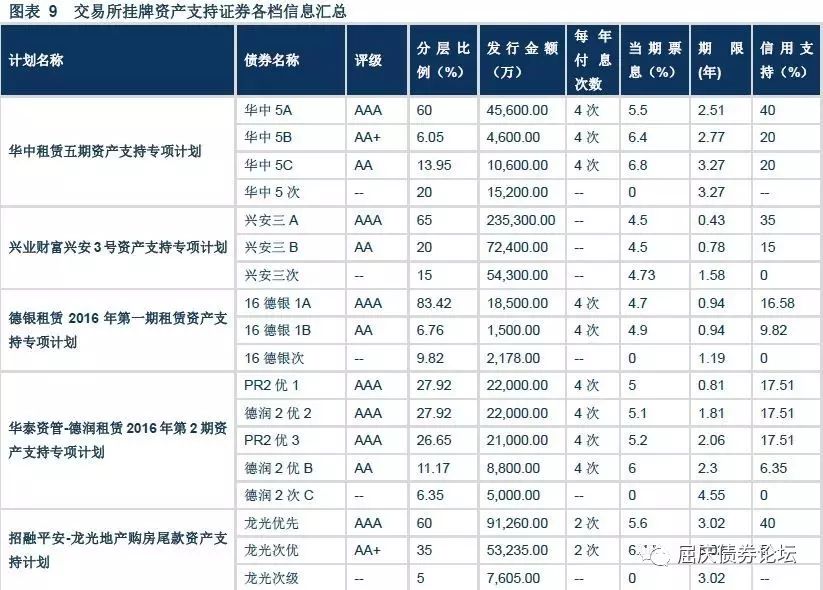 图表 9 交易所挂牌资产支持证券各档信息汇总
计划名称 债券名称 评级 分层比例（%） 发行金额（万） 每年付息次数 当期票息（%） 期限(年) 信用支持（%）
华中租赁五期资产支持专项计划
华中 5A AAA 60 45,600.00 4 次 5.5 2.51 40
华中 5B AA+ 6.05 4,600.00 4 次 6.4 2.77 20
华中 5C AA 13.95 10,600.00 4 次 6.8 3.27 20
华中 5 次 -- 20 15,200.00 -- 0 3.27 --
兴业财富兴安 3 号资产支持专项计划
兴安三 A AAA 65 235,300.00 -- 4.5 0.43 35
兴安三 B AA 20 72,400.00 -- 4.5 0.78 15
兴安三次 -- 15 54,300.00 -- 4.73 1.58 0
德银租赁 2016 年第一期租赁资产支持专项计划
16 德银 1A AAA 83.42 18,500.00 4 次 4.7 0.94 16.58
16 德银 1B AA 6.76 1,500.00 4 次 4.9 0.94 9.82
16 德银次 -- 9.82 2,178.00 -- 0 1.19 0
华泰资管-德润租赁 2016 年第 2 期资产支持专项计划
PR2 优 1 AAA 27.92 22,000.00 4 次 5 0.81 17.51
德润 2 优 2 AAA 27.92 22,000.00 4 次 5.1 1.81 17.51
PR2 优 3 AAA 26.65 21,000.00 4 次 5.2 2.06 17.51
德润 2 优 B AA 11.17 8,800.00 4 次 6 2.3 6.35
德润 2 次 C -- 6.35 5,000.00 -- 0 4.55 0
招融平安-龙光地产购房尾款资产支持计划
龙光优先 AAA 60 91,260.00 2 次 5.6 3.02 40
龙光次优 AA+ 35 53,235.00 2 次
龙光次级 -- 5 7,605.00 -- 0 3.02 --
屈庆债券论坛